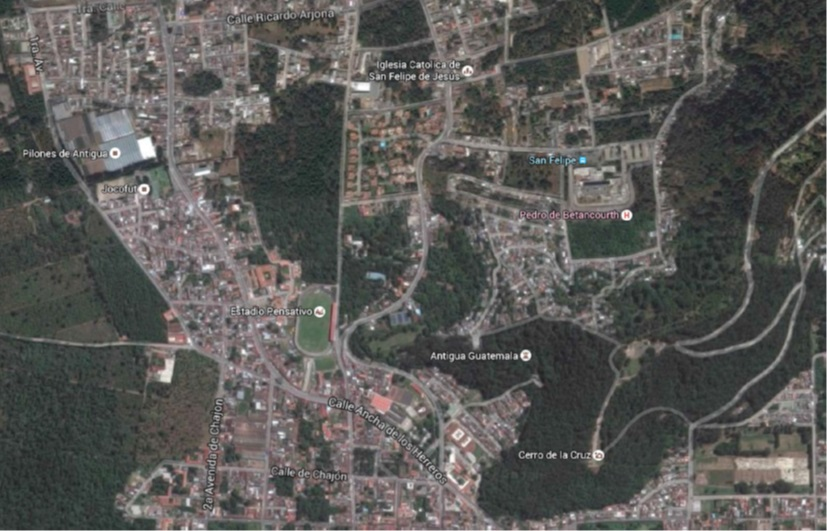 1ra. Calle
Calle Ricardo Arjona
1ra. Av
Iglesia Catolica de
San Felipe de Jesús
Pilones de Antigua
San Felipe
Jocofut
Pedro de Betancourth
Estadio Pensativo
Antigua Guatemala
Calle Ancha de los Herreros
2a Avenida de Chajón
Cerro de la Cruz
Calle de Chajón